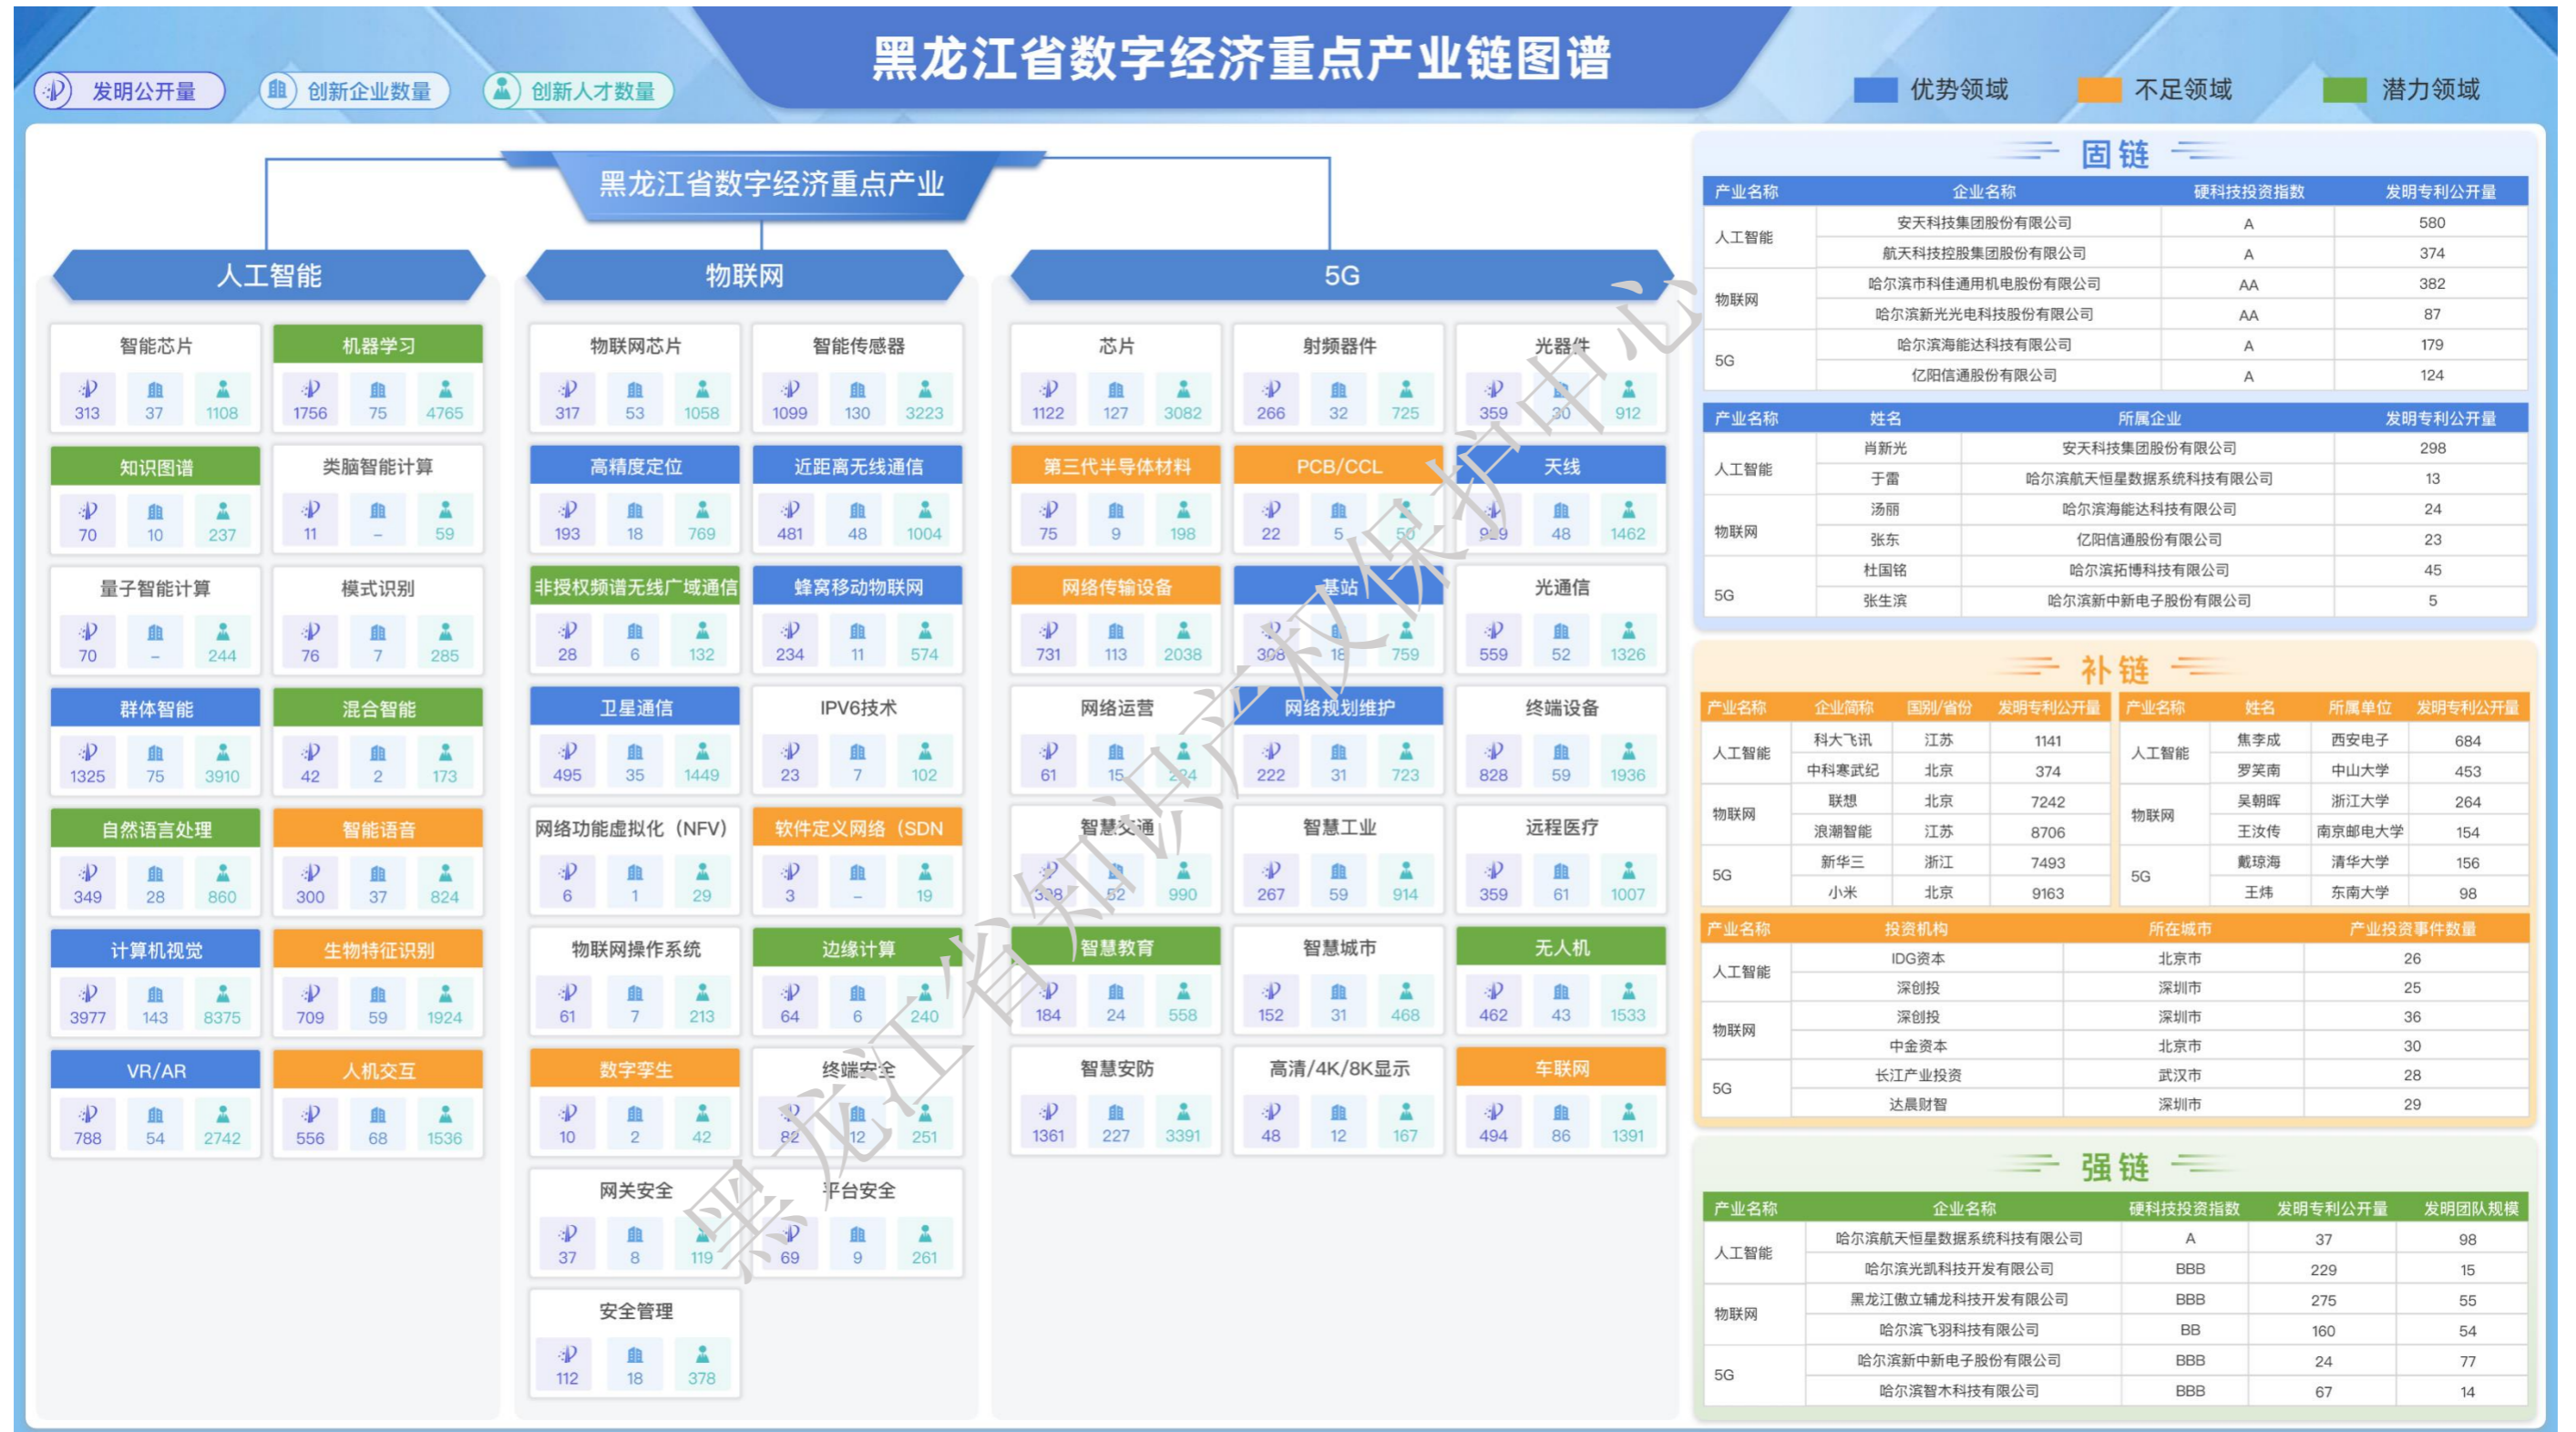 黑龙江省数字经济重点产业链图谱
发明公开量 创新企业数量 创新人才数量
优势领域 不足领域 潜力领域
黑龙江省数字经济重点产业
人工智能
智能芯片 机器学习
313 37 1108 1756 75 4765
知识图谱 类脑智能计算
70 10 237 11 – 59
量子智能计算 模式识别
70 – 244 76 7 285
群体智能 混合智能
1325 75 3910 42 2 173
自然语言处理 智能语音
349 28 860 300 37 824
计算机视觉 生物特征识别
3977 143 8375 709 59 1924
VR/AR 人机交互
788 54 2742 556 68 1536
物联网
物联网芯片 智能传感器
317 53 1058 1099 130 3223
高精度定位 近距离无线通信
193 18 769 481 48 1004
非授权频谱无线广域通信 蜂窝移动物联网
28 6 132 234 11 574
卫星通信 IPV6技术
495 35 1449 23 7 102
网络功能虚拟化（NFV） 软件定义网络（SDN
6 1 29 3 – 19
物联网操作系统 边缘计算
61 7 213 64 6 240
数字孪生 终端安全
10 2 42 82 12 251
网关安全 平台安全
37 8 119 69 9 261
安全管理
112 18 378
5G
芯片 射频器件 光器件
1122 127 3082 266 32 725 359 30 912
第三代半导体材料 PCB/CCL 天线
75 9 198 22 5 50 48 1462
网络传输设备 基站 光通信
731 113 2038 308 18 759 559 52 1326
网络运营 网络规划维护 终端设备
61 15 222 31 723 828 59 1936
智慧交通 智慧工业 远程医疗
52 990 267 59 914 359 61 1007
智慧教育 智慧城市 无人机
184 24 558 152 31 468 462 43 1533
智慧安防 高清/4K/8K显示 车联网
1361 227 3391 48 12 167 494 86 1391
固链
产业名称 企业名称 硬科技投资指数 发明专利公开量
人工智能 安天科技集团股份有限公司 A 580
航天科技控股集团股份有限公司 A 374
物联网 哈尔滨市科佳通用机电股份有限公司 AA 382
哈尔滨新光光电科技股份有限公司 AA 87
5G 哈尔滨海能达科技有限公司 A 179
亿阳信通股份有限公司 A 124
产业名称 姓名 所属企业 发明专利公开量
人工智能 肖新光 安天科技集团股份有限公司 298
于雷 哈尔滨航天恒星数据系统科技有限公司 13
物联网 汤丽 哈尔滨海能达科技有限公司 24
张东 亿阳信通股份有限公司 23
5G 杜国铭 哈尔滨拓博科技有限公司 45
张生滨 哈尔滨新中新电子股份有限公司 5
补链
产业名称 企业简称 国别/省份 发明专利公开量 产业名称 姓名 所属单位 发明专利公开量
人工智能 科大飞讯 江苏 1141 人工智能 焦李成 西安电子 684
中科寒武纪 北京 374 罗笑南 中山大学 453
物联网 联想 北京 7242 物联网 吴朝晖 浙江大学 264
浪潮智能 江苏 8706 王汝传 南京邮电大学 154
5G 新华三 浙江 7493 5G 戴琼海 清华大学 156
小米 北京 9163 王炜 东南大学 98
产业名称 投资机构 所在城市 产业投资事件数量
人工智能 IDG资本 北京市 26
深创投 深圳市 25
物联网 深创投 深圳市 36
中金资本 北京市 30
5G 长江产业投资 武汉市 28
达晨财智 深圳市 29
强链
产业名称 企业名称 硬科技投资指数 发明专利公开量 发明团队规模
人工智能 哈尔滨航天恒星数据系统科技有限公司 A 37 98
哈尔滨光凯科技开发有限公司 BBB 229 15
物联网 黑龙江傲立辅龙科技开发有限公司 BBB 275 55
哈尔滨飞羽科技有限公司 BB 160 54
5G 哈尔滨新中新电子股份有限公司 BBB 24 77
哈尔滨智木科技有限公司 BBB 67 14
黑龙江省知识产权保护中心